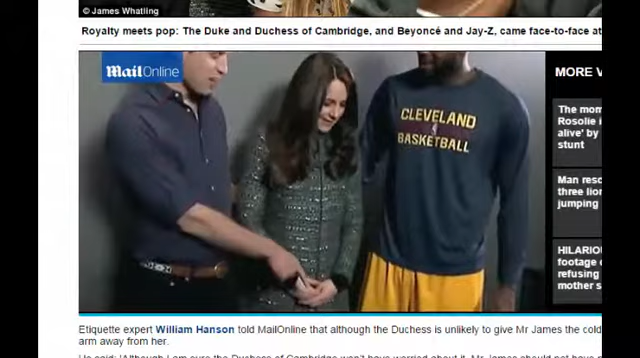 © James Whatling
Royalty meets pop: The Duke and Duchess of Cambridge, and Beyoncé and Jay-Z, came face-to-face at
Mail Online
CLEVELAND
BASKETBALL
MORE V
The mom
Rosolie i
alive' by
stunt
Man resc
three lion
jumping
HILARIO
footage
refusing
mother s
Etiquette expert William Hanson told MailOnline that although the Duchess is unlikely to give Mr James the cold
arm away from her.